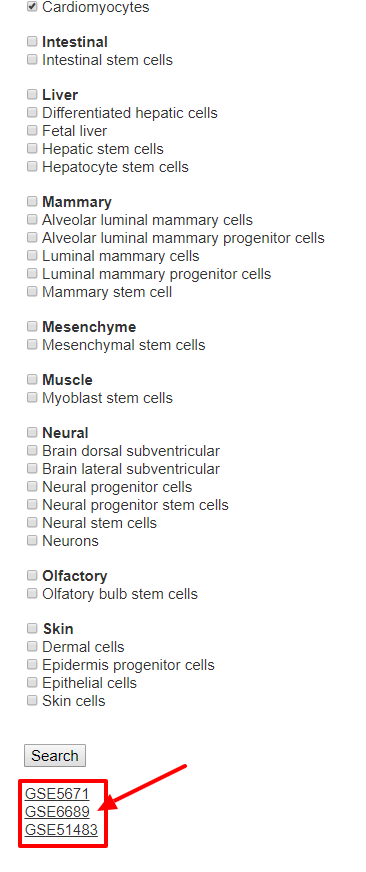 Cardiomyocytes
Intestinal
Intestinal stem cells
Liver
Differentiated hepatic cells
Fetal liver
Hepatic stem cells
Hepatocyte stem cells
Mammary
Alveolar luminal mammary cells
Alveolar luminal mammary progenitor cells
Luminal mammary cells
Luminal mammary progenitor cells
Mammary stem cell
Mesenchyme
Mesenchymal stem cells
Muscle
Myoblast stem cells
Neural
Brain dorsal subventricular
Brain lateral subventricular
Neural progenitor cells
Neural progenitor stem cells
Neural stem cells
Neurons
Olfactory
Olfatory bulb stem cells
Skin
Dermal cells
Epidermis progenitor cells
Epithelial cells
Skin cells
Search
GSE5671
GSE6689
GSE51483